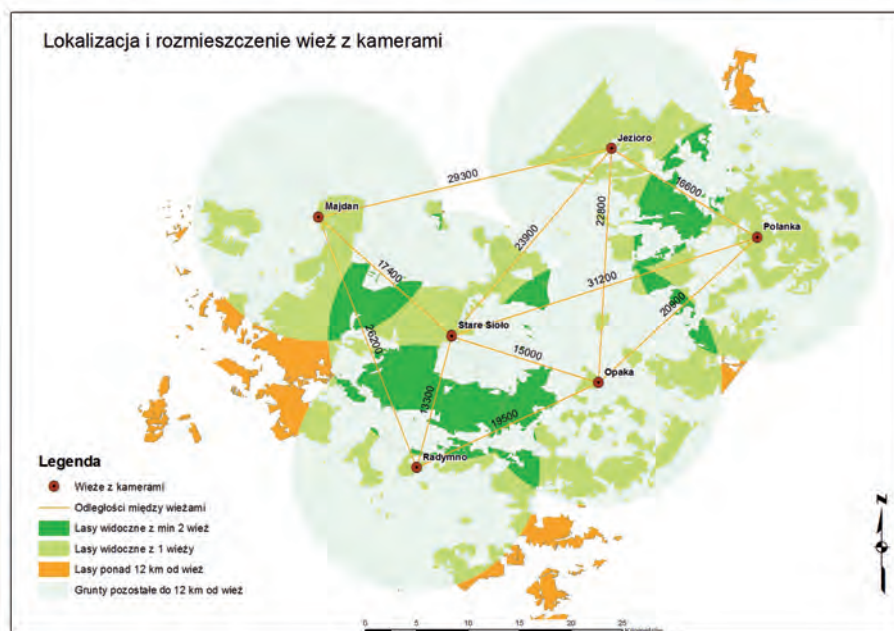 Lokalizacja i rozmieszczenie wież z kamerami
Jezioro
29300
16600
Majdan
23900
22800
Polanka
17400
31200
Stare Sioło
26200
20900
15000
Opaka
13300
19500
Radymno
Legenda
Wieże z kamerami
Odległości między wieżami
Lasy widoczne z min 2 wież
Lasy widoczne z 1 wieży
Lasy ponad 12 km od wież
Grunty pozostałe do 12 km od wież
N
0 5 10 15 20 25